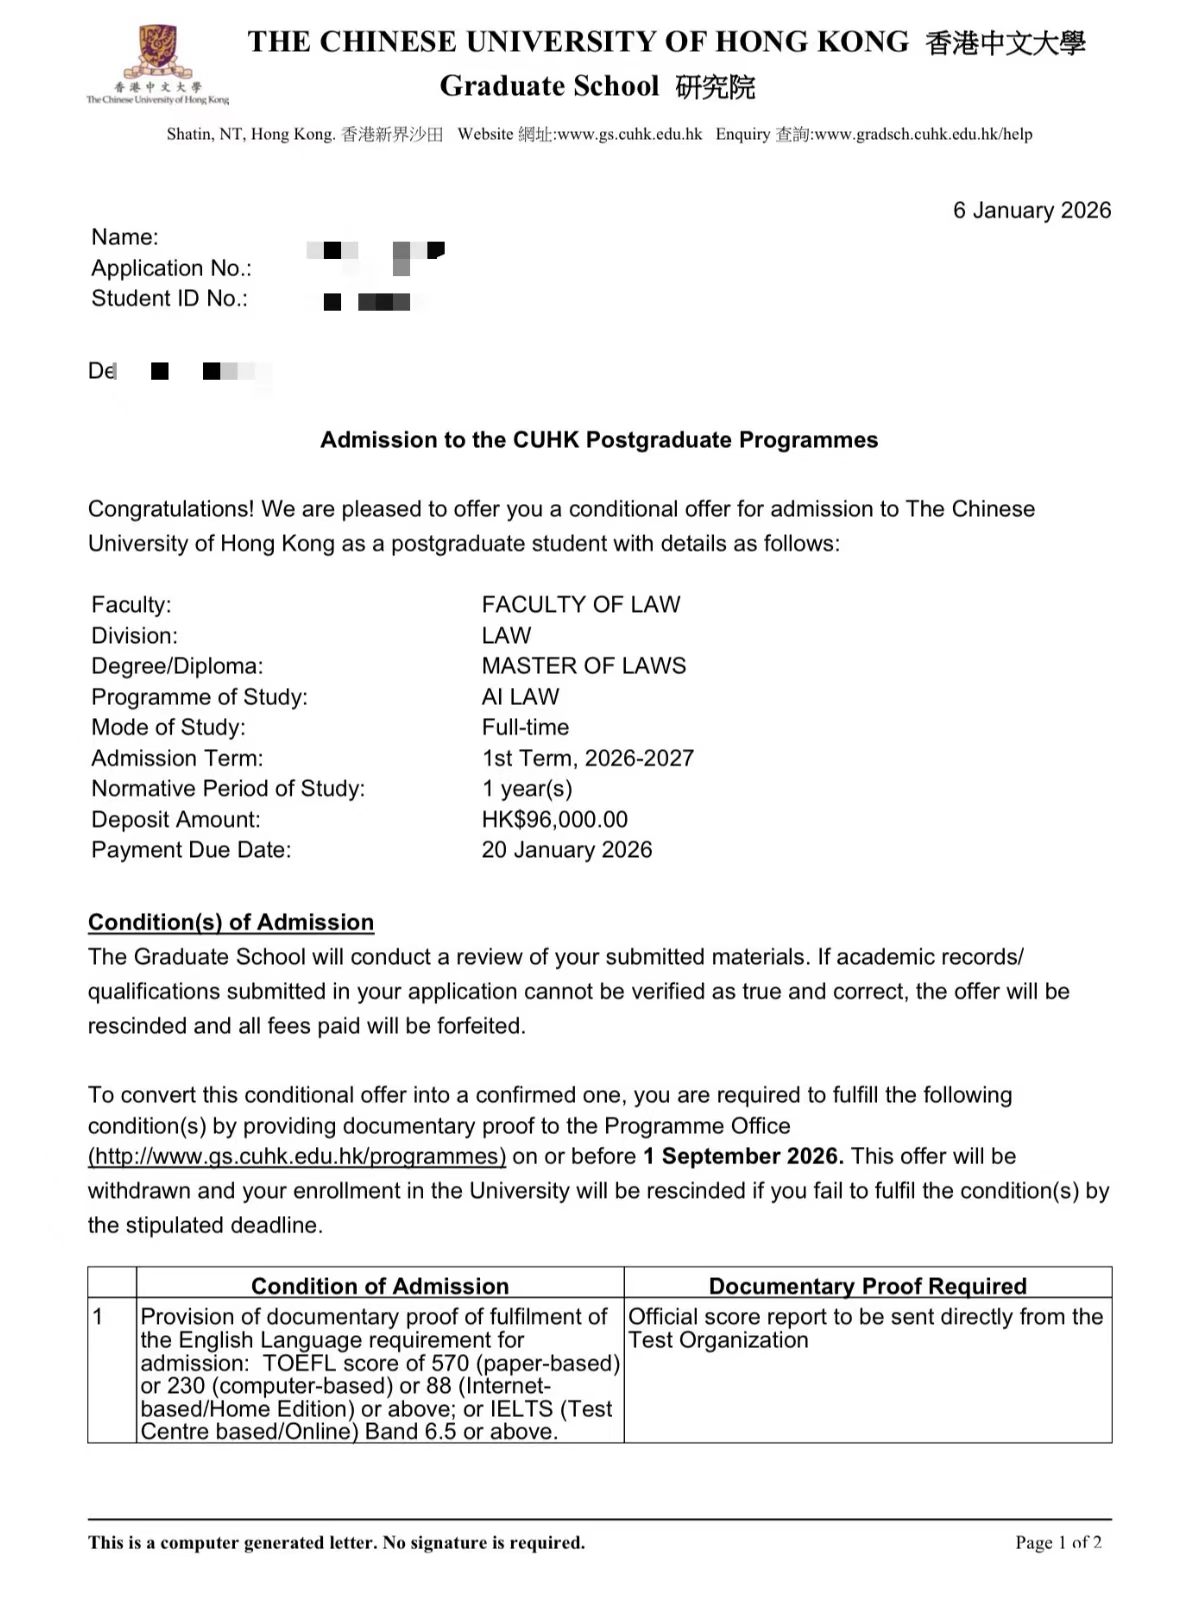 THE CHINESE UNIVERSITY OF HONG KONG 香港中文大學
Graduate School 研究院
香港中文大學
The Chinese University of Hong Kong
Shatin, NT, Hong Kong. 香港新界沙田 Website 網址:www.gs.cuhk.edu.hk Enquiry 查詢:www.gradsch.cuhk.edu.hk/help
6 January 2026
Name:
Application No.:
Student ID No.:
Admission to the CUHK Postgraduate Programmes
Congratulations! We are pleased to offer you a conditional offer for admission to The Chinese
University of Hong Kong as a postgraduate student with details as follows:
Faculty: FACULTY OF LAW
Division: LAW
Degree/Diploma: MASTER OF LAWS
Programme of Study: AI LAW
Mode of Study: Full-time
Admission Term: 1st Term, 2026-2027
Normative Period of Study: 1 year(s)
Deposit Amount: HK$96,000.00
Payment Due Date: 20 January 2026
Condition(s) of Admission
The Graduate School will conduct a review of your submitted materials. If academic records/
qualifications submitted in your application cannot be verified as true and correct, the offer will be
rescinded and all fees paid will be forfeited.
To convert this conditional offer into a confirmed one, you are required to fulfill the following
condition(s) by providing documentary proof to the Programme Office
(http://www.gs.cuhk.edu.hk/programmes) on or before 1 September 2026. This offer will be
withdrawn and your enrollment in the University will be rescinded if you fail to fulfil the condition(s) by
the stipulated deadline.
Condition of Admission Documentary Proof Required
1 Provision of documentary proof of fulfilment of Official score report to be sent directly from the
the English Language requirement for Test Organization
admission: TOEFL score of 570 (paper-based)
or 230 (computer-based) or 88 (Internet-
based/Home Edition) or above; or IELTS (Test
Centre based/Online) Band 6.5 or above.
This is a computer generated letter. No signature is required. Page 1 of 2